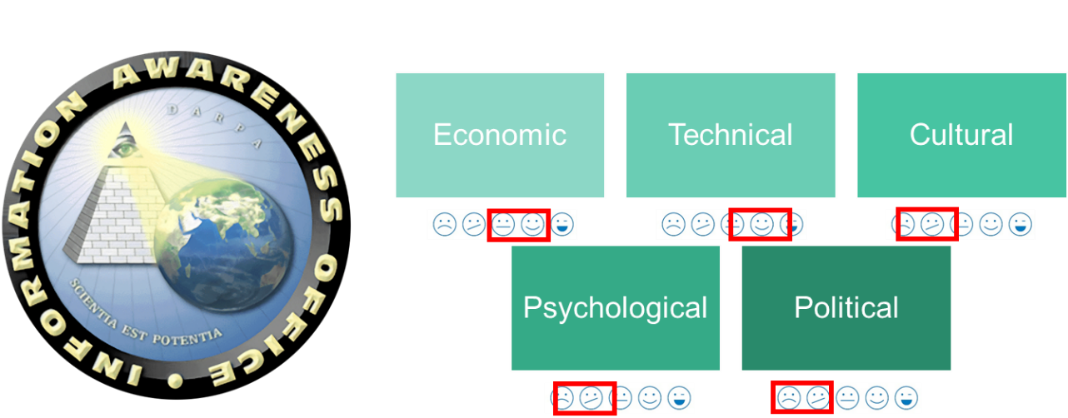 INFORMATION AWARENESS OFFICE •
DARPA
SCIENTIA EST POTENTIA
Economic
Technical
Cultural
Psychological
Political